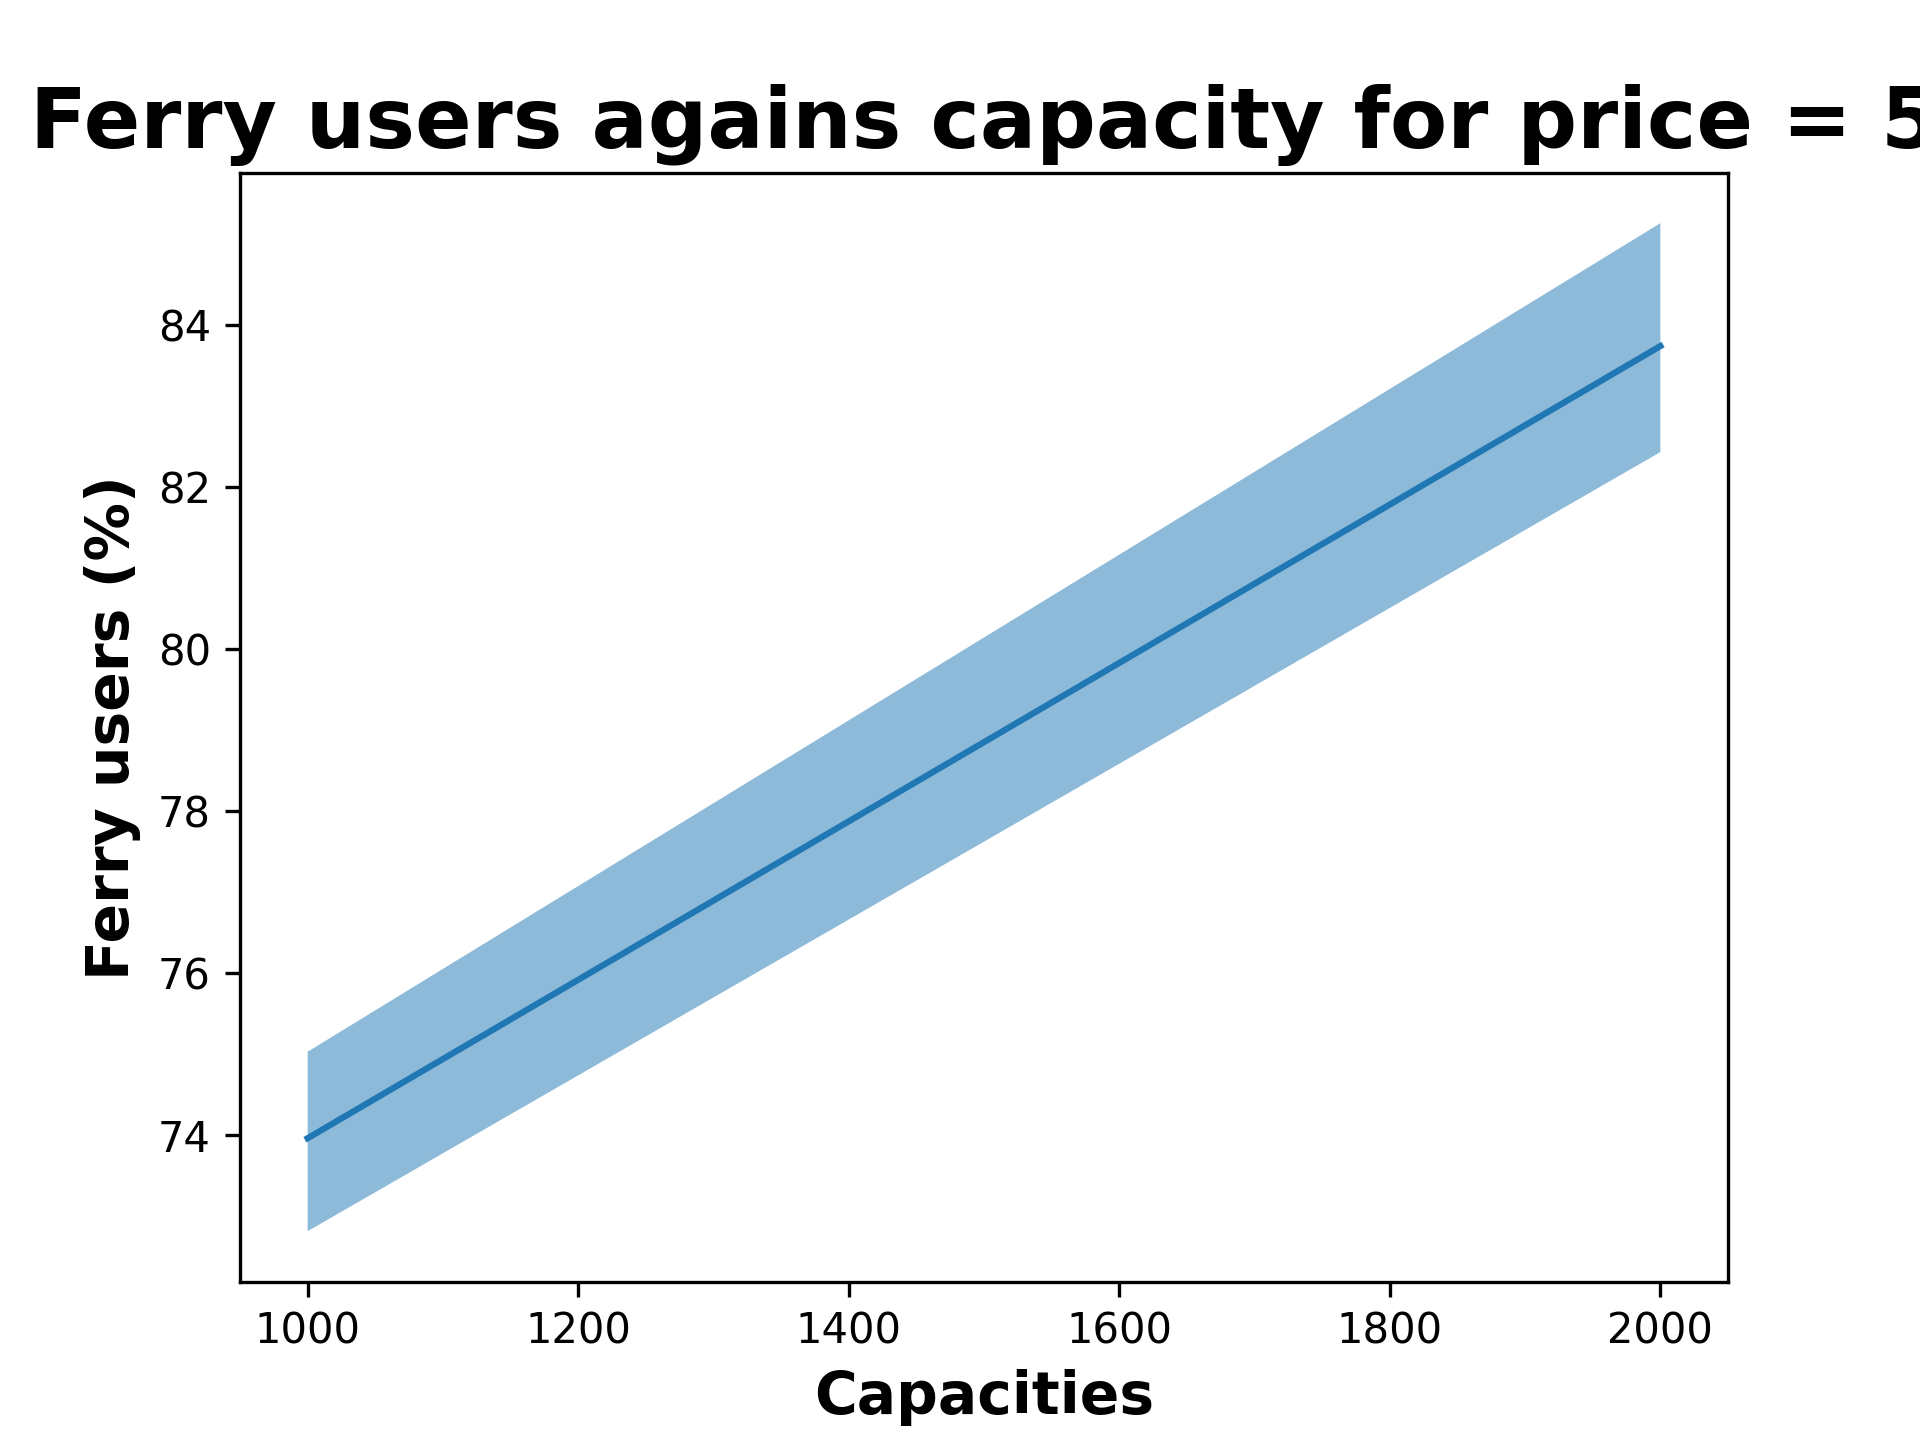 Ferry users agains capacity for price = 5
Ferry users (%)
84
82
80
78
76
74
1000 1200 1400 1600 1800 2000
Capacities